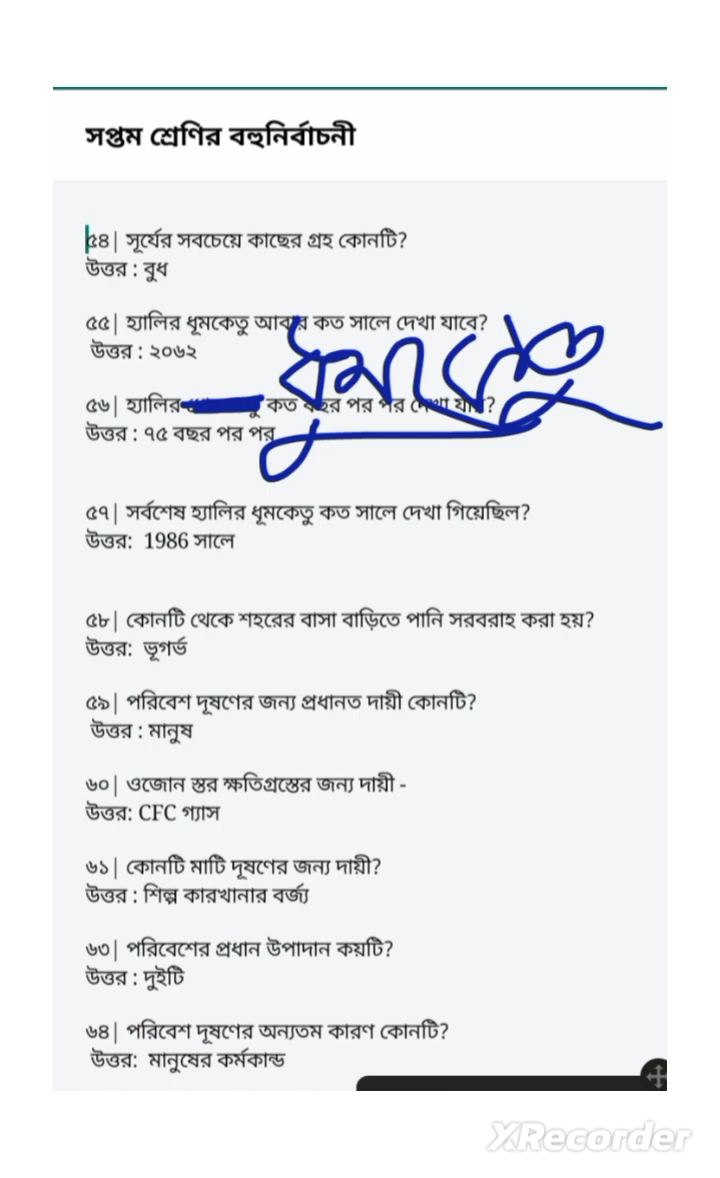 সপ্তম শ্রেণির বহুনির্বাচনী
৫৪| সূর্যের সবচেয়ে কাছের গ্রহ কোনটি?
উত্তর : বুধ
৫৫| হ্যালির ধূমকেতু আবার কত সালে দেখা যাবে?
উত্তর : ২০৬২
৫৬| হ্যালির কত বছর পর পর দেখা যায়?
উত্তর : ৭৫ বছর পর পর
৫৭| সর্বশেষ হ্যালির ধূমকেতু কত সালে দেখা গিয়েছিল?
উত্তর: 1986 সালে
৫৮| কোনটি থেকে শহরের বাসা বাড়িতে পানি সরবরাহ করা হয়?
উত্তর: ভূগর্ভ
৫৯| পরিবেশ দূষণের জন্য প্রধানত দায়ী কোনটি?
উত্তর : মানুষ
৬০| ওজোন স্তর ক্ষতিগ্রস্তের জন্য দায়ী -
উত্তর: CFC গ্যাস
৬১| কোনটি মাটি দূষণের জন্য দায়ী?
উত্তর : শিল্প কারখানার বর্জ্য
৬৩| পরিবেশের প্রধান উপাদান কয়টি?
উত্তর : দুইটি
৬৪| পরিবেশ দূষণের অন্যতম কারণ কোনটি?
উত্তর: মানুষের কর্মকান্ড
XRecorder